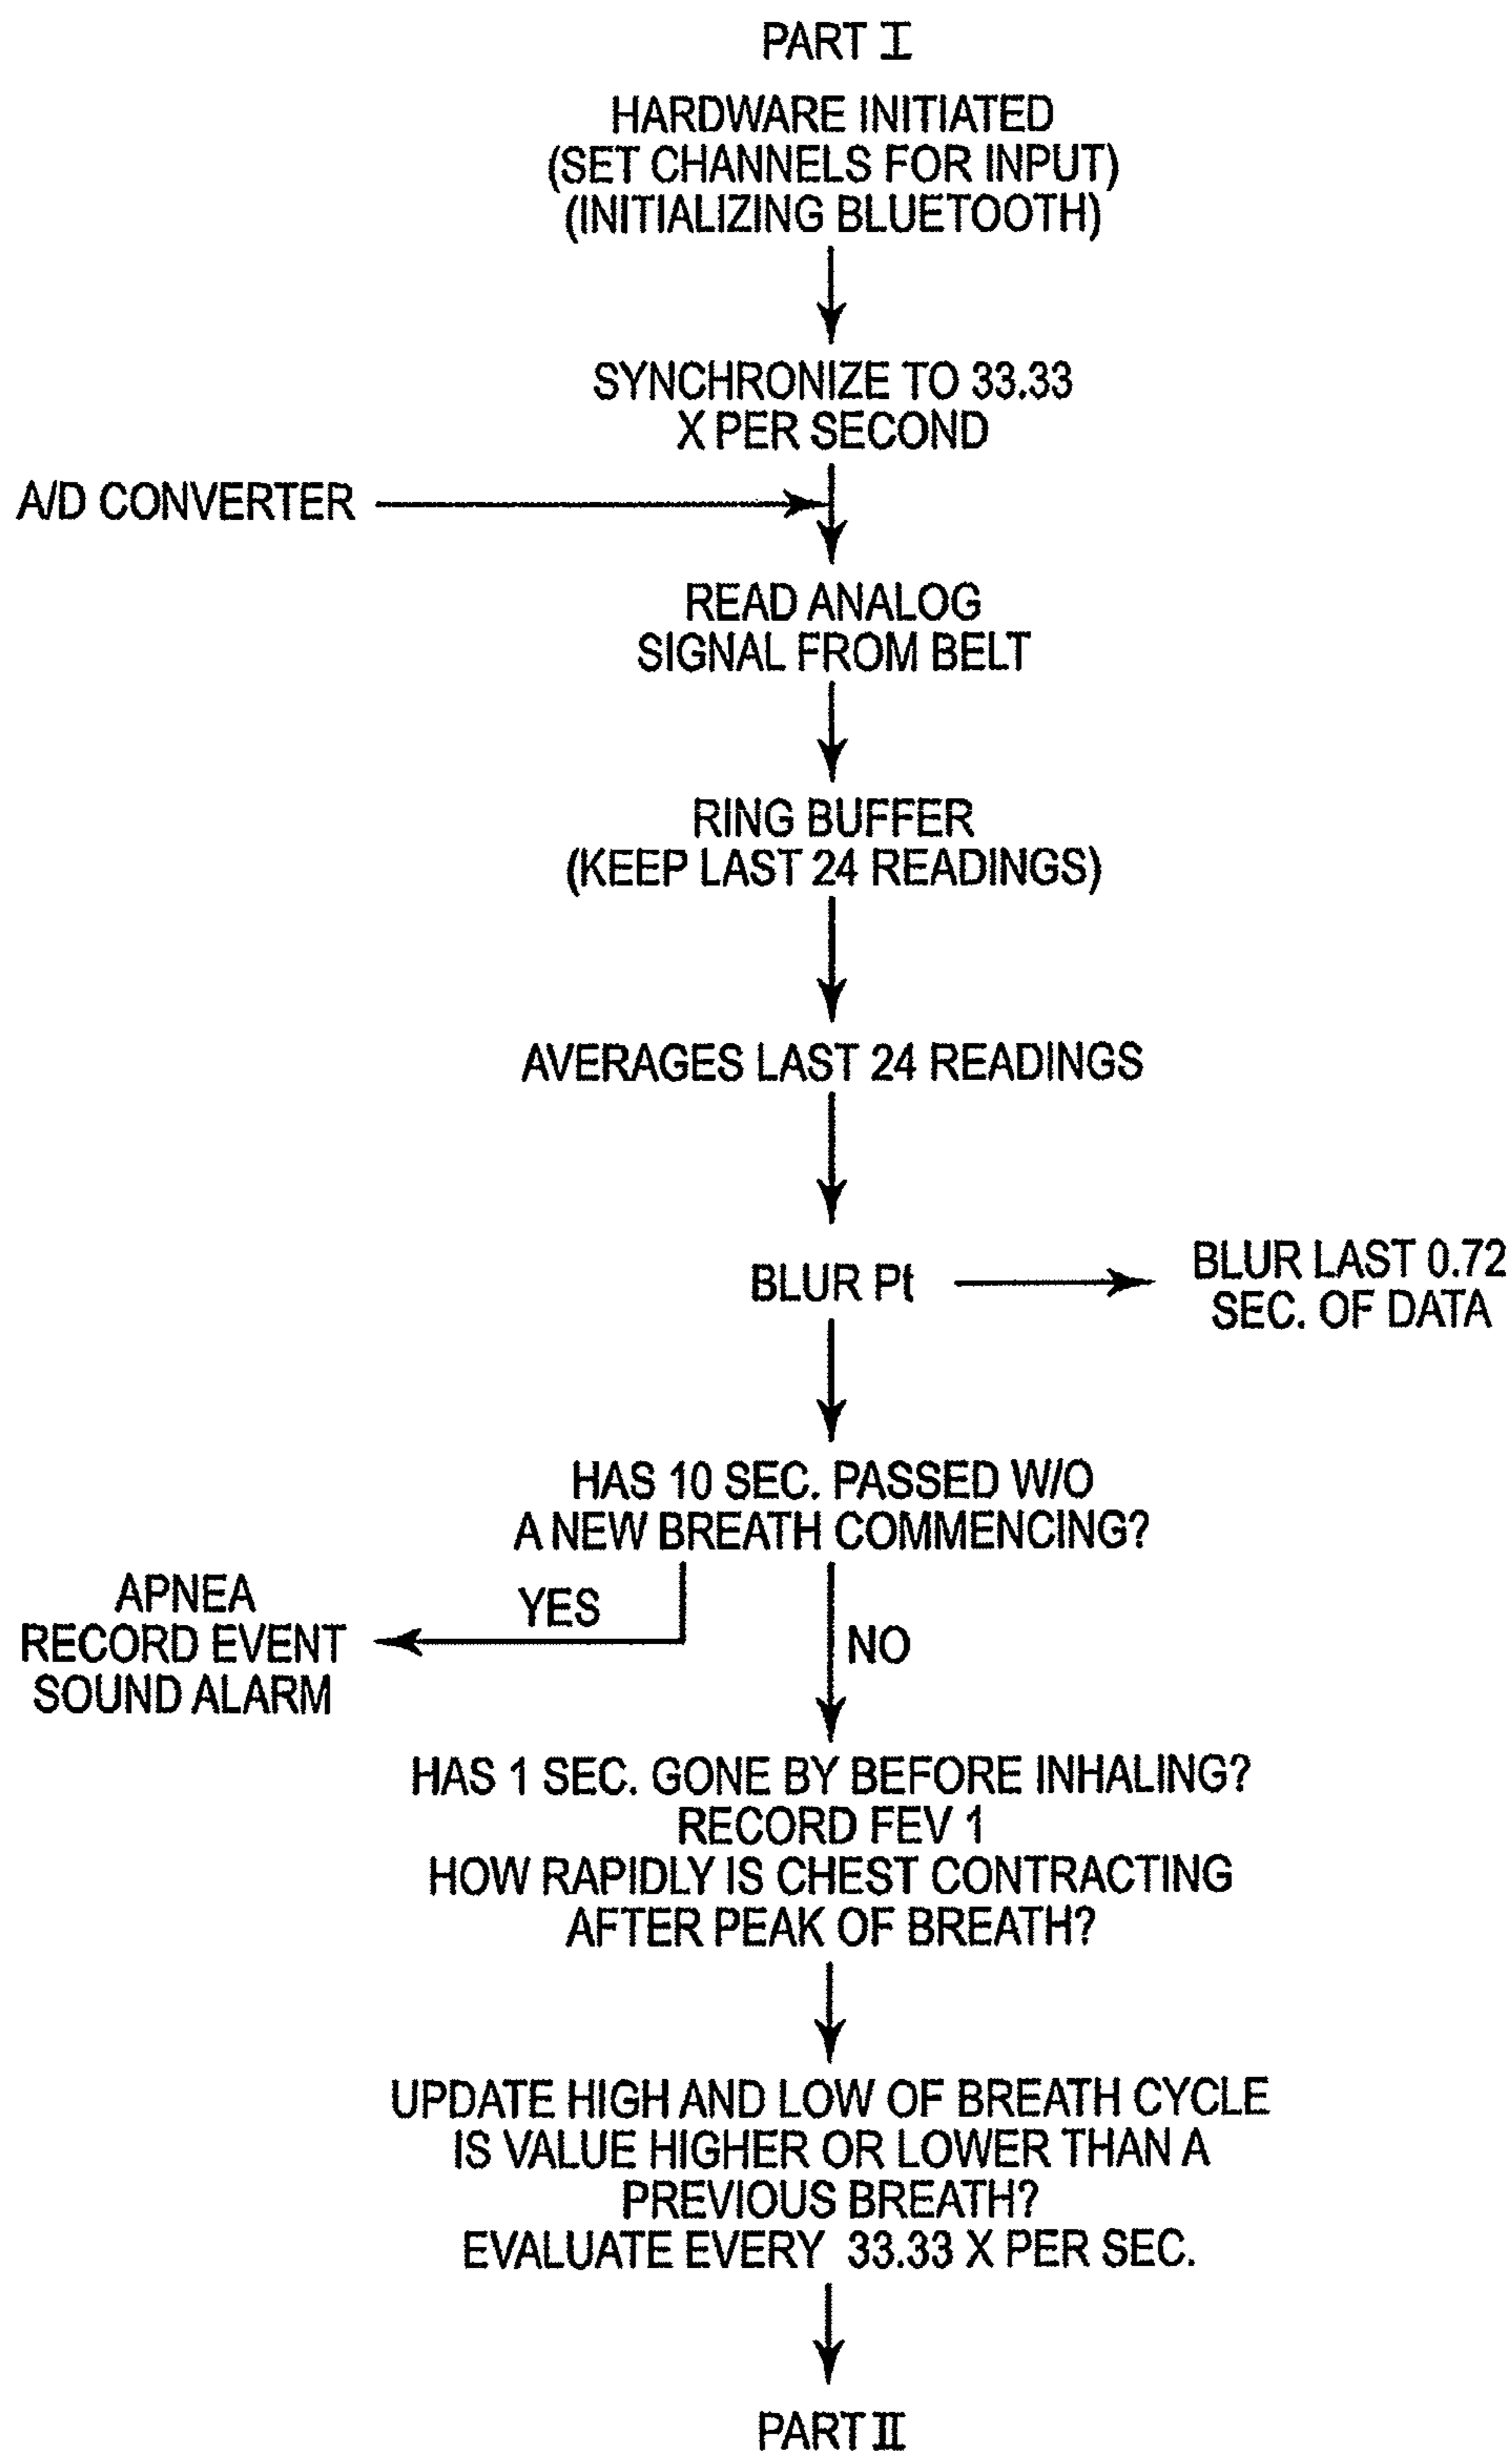 PART I
HARDWARE INITIATED
(SET CHANNELS FOR INPUT)
(INITIALIZING BLUETOOTH)
SYNCHRONIZE TO 33.33
X PER SECOND
A/D CONVERTER
READ ANALOG
SIGNAL FROM BELT
RING BUFFER
(KEEP LAST 24 READINGS)
AVERAGES LAST 24 READINGS
BLUR Pt
BLUR LAST 0.72
SEC. OF DATA
HAS 10 SEC. PASSED W/O
A NEW BREATH COMMENCING?
YES
APNEA
RECORD EVENT
SOUND ALARM
NO
HAS 1 SEC. GONE BY BEFORE INHALING?
RECORD FEV 1
HOW RAPIDLY IS CHEST CONTRACTING
AFTER PEAK OF BREATH?
UPDATE HIGH AND LOW OF BREATH CYCLE
IS VALUE HIGHER OR LOWER THAN A
PREVIOUS BREATH?
EVALUATE EVERY 33.33 X PER SEC.
PART II